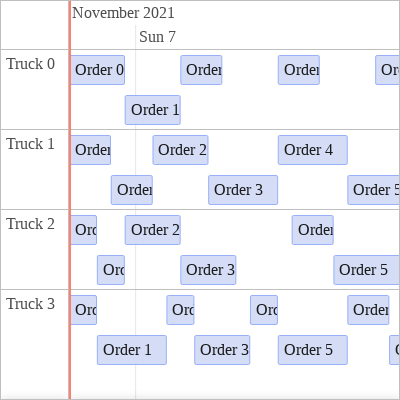 November 2021
Sun 7
Truck 0
Order 0 Order Order Or
Order 1
Truck 1
Order Order 2 Order 4
Order Order 3 Order 5
Truck 2
Ord Order 2 Order
Ord Order 3 Order 5
Truck 3
Ord Ord Ord Order
Order 1 Order 3 Order 5